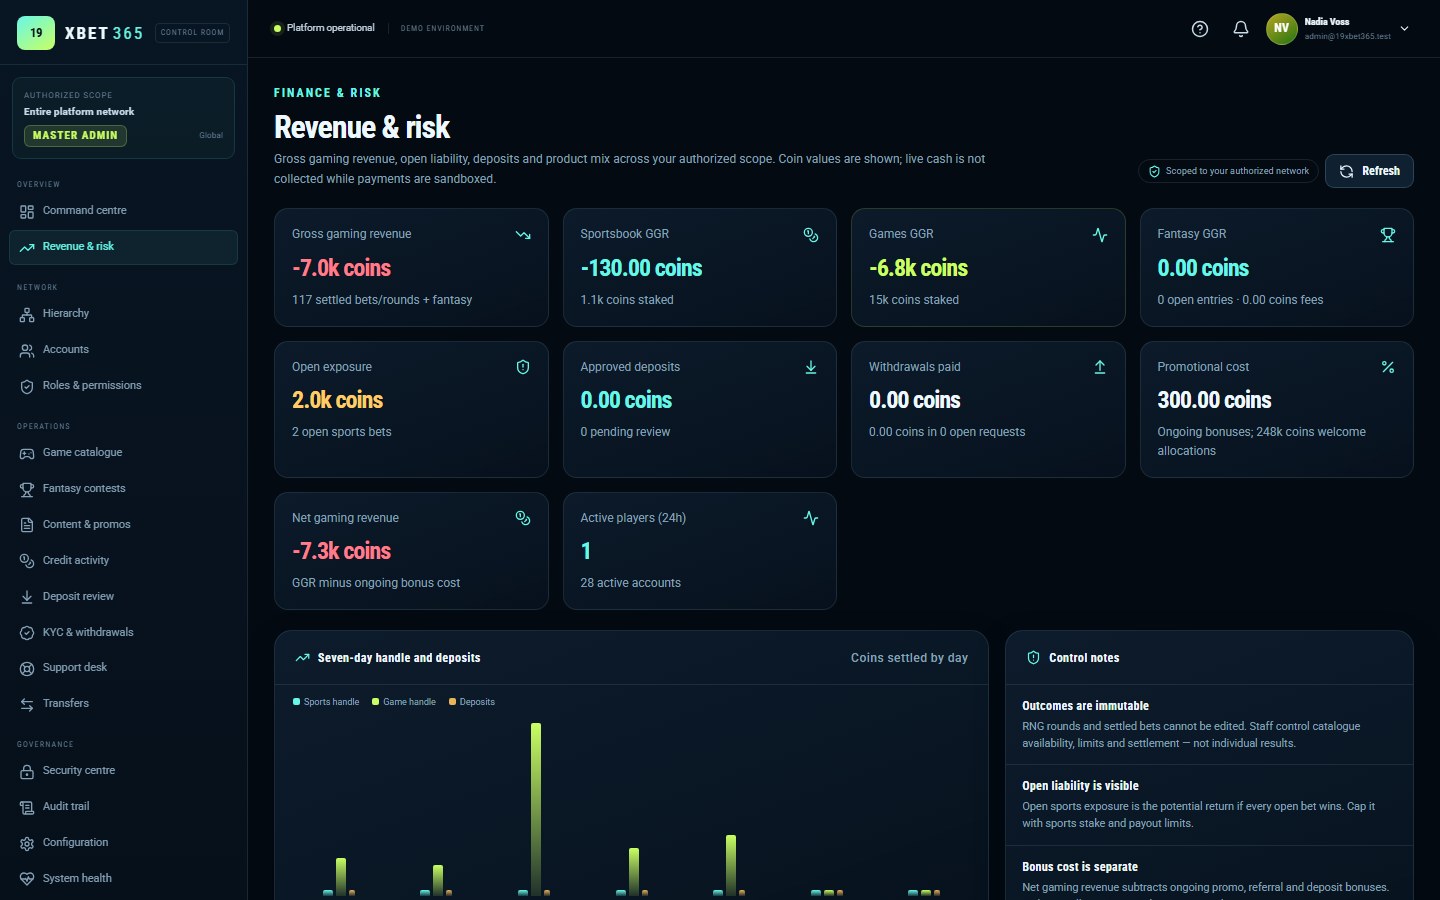 19 XBET 365 CONTROL ROOM
AUTHORIZED SCOPE
Entire platform network
MASTER ADMIN Global
OVERVIEW
Command centre
Revenue & risk
NETWORK
Hierarchy
Accounts
Roles & permissions
OPERATIONS
Game catalogue
Fantasy contests
Content & promos
Credit activity
Deposit review
KYC & withdrawals
Support desk
Transfers
GOVERNANCE
Security centre
Audit trail
Configuration
System health
Platform operational DEMO ENVIRONMENT
NV Nadia Voss
admin@19xbet365.test
FINANCE & RISK
Revenue & risk
Gross gaming revenue, open liability, deposits and product mix across your authorized scope. Coin values are shown; live cash is not
collected while payments are sandboxed.
Scoped to your authorized network Refresh
Gross gaming revenue
-7.0k coins
117 settled bets/rounds + fantasy
Sportsbook GGR
-130.00 coins
1.1k coins staked
Games GGR
-6.8k coins
15k coins staked
Fantasy GGR
0.00 coins
0 open entries · 0.00 coins fees
Open exposure
2.0k coins
2 open sports bets
Approved deposits
0.00 coins
0 pending review
Withdrawals paid
0.00 coins
0.00 coins in 0 open requests
Promotional cost
300.00 coins
Ongoing bonuses; 248k coins welcome
allocations
Net gaming revenue
-7.3k coins
GGR minus ongoing bonus cost
Active players (24h)
1
28 active accounts
Seven-day handle and deposits Coins settled by day
Sports handle Game handle Deposits
Control notes
Outcomes are immutable
RNG rounds and settled bets cannot be edited. Staff control catalogue
availability, limits and settlement — not individual results.
Open liability is visible
Open sports exposure is the potential return if every open bet wins. Cap it
with sports stake and payout limits.
Bonus cost is separate
Net gaming revenue subtracts ongoing promo, referral and deposit bonuses.